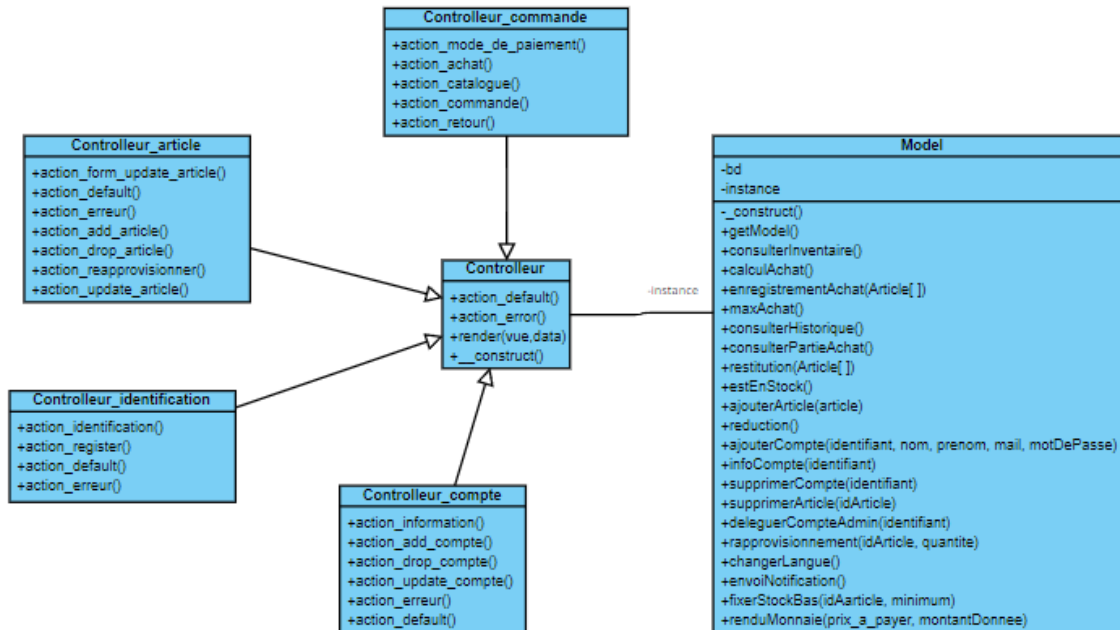 Controlleur_commande
+action_mode_de_paiement()
+action_achat()
+action_catalogue()
+action_commande()
+action_retour()
Controlleur_article
+action_form_update_article()
+action_default()
+action_erreur()
+action_add_article()
+action_drop_article()
+action_reapprovisionner()
+action_update_article()
Controlleur
+action_default()
+action_error()
+render(vue,data)
+__construct()
-instance
Model
-bd
-instance
-_construct()
+getModel()
+consulterInventaire()
+calculAchat()
+enregistrementAchat(Article[ ])
+maxAchat()
+consulterHistorique()
+consulterPartieAchat()
+restitution(Article[ ])
+estEnStock()
+ajouterArticle(article)
+reduction()
+ajouterCompte(identifiant, nom, prenom, mail, motDePasse)
+infoCompte(identifiant)
+supprimerCompte(identifiant)
+supprimerArticle(idArticle)
+deleguerCompteAdmin(identifiant)
+rapprovisionnement(idArticle, quantite)
+changerLangue()
+envoiNotification()
+fixerStockBas(idAarticle, minimum)
+renduMonnaie(prix_a_payer, montantDonnee)
Controlleur_identification
+action_identification()
+action_register()
+action_default()
+action_erreur()
Controlleur_compte
+action_information()
+action_add_compte()
+action_drop_compte()
+action_update_compte()
+action_erreur()
+action_default()